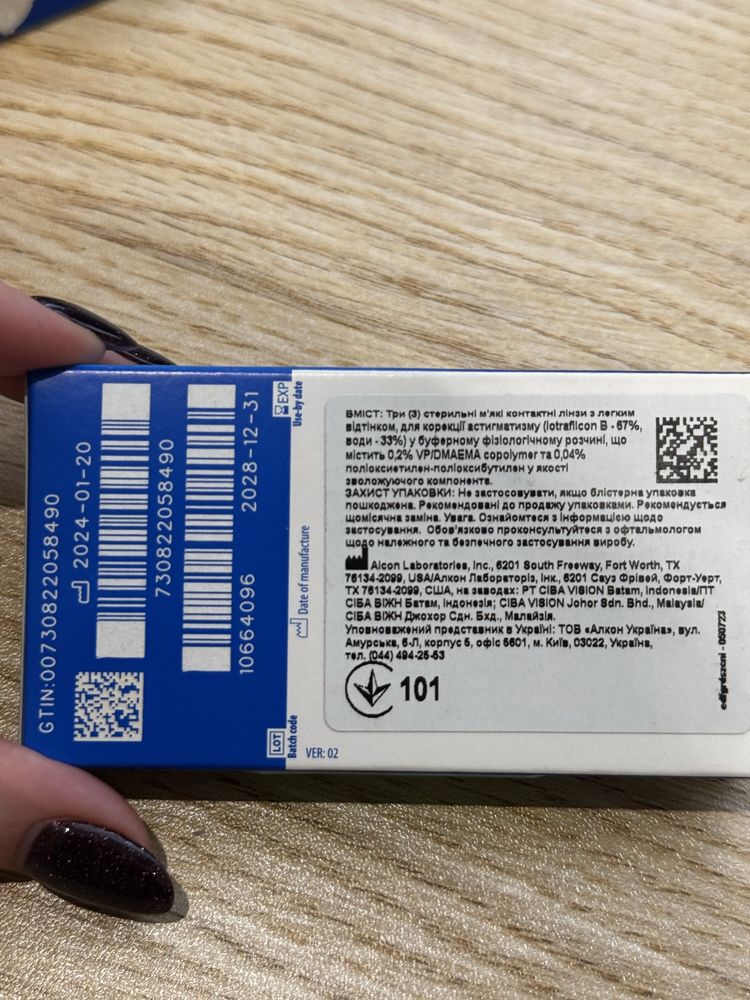 GTIN:00730822058490
2024-01-20
730822058490
10664096
2028-12-31
EXP
Use-by date
Date of manufacture
LOT
Batch code
VER: 02
ВМІСТ: Три (3) стерильні м'які контактні лінзи з легким
відтінком, для корекції астигматизму (lotrafilcon B - 67%,
води - 33%) у буферному фізіологічному розчині, що
містить 0,2% VP/DMAEMA copolymer та 0,04%
поліоксиетилен-поліоксибутилен у якості
зволожуючого компонента.
ЗАХИСТ УПАКОВКИ: Не застосовувати, якщо блістерна упаковка
пошкоджена. Рекомендовані до продажу упаковками. Рекомендується
щомісячна заміна. Увага. Ознайомтеся з інформацією щодо
застосування. Обов'язково проконсультуйтеся з офтальмологом
щодо належного та безпечного застосування виробу.
Alcon Laboratories, Inc., 6201 South Freeway, Fort Worth, TX
76134-2099, USA/Алкон Лабораторіз, Інк., 6201 Сауз Фрівей, Форт-Уерт,
TX 76134-2099, США, на заводах: PT CIBA VISION Batam, Indonesia/ПТ
СІБА ВІЖН Батам, Індонезія; CIBA VISION Johor Sdn. Bhd., Malaysia/
СІБА ВІЖН Джохор Сдн. Бхд., Малайзія.
Уповноважений представник в Україні: ТОВ «Алкон Україна», вул.
Амурська, 6-Л, корпус 5, офіс 5601, м. Київ, 03022, Україна,
тел. (044) 494-25-53
101
060723